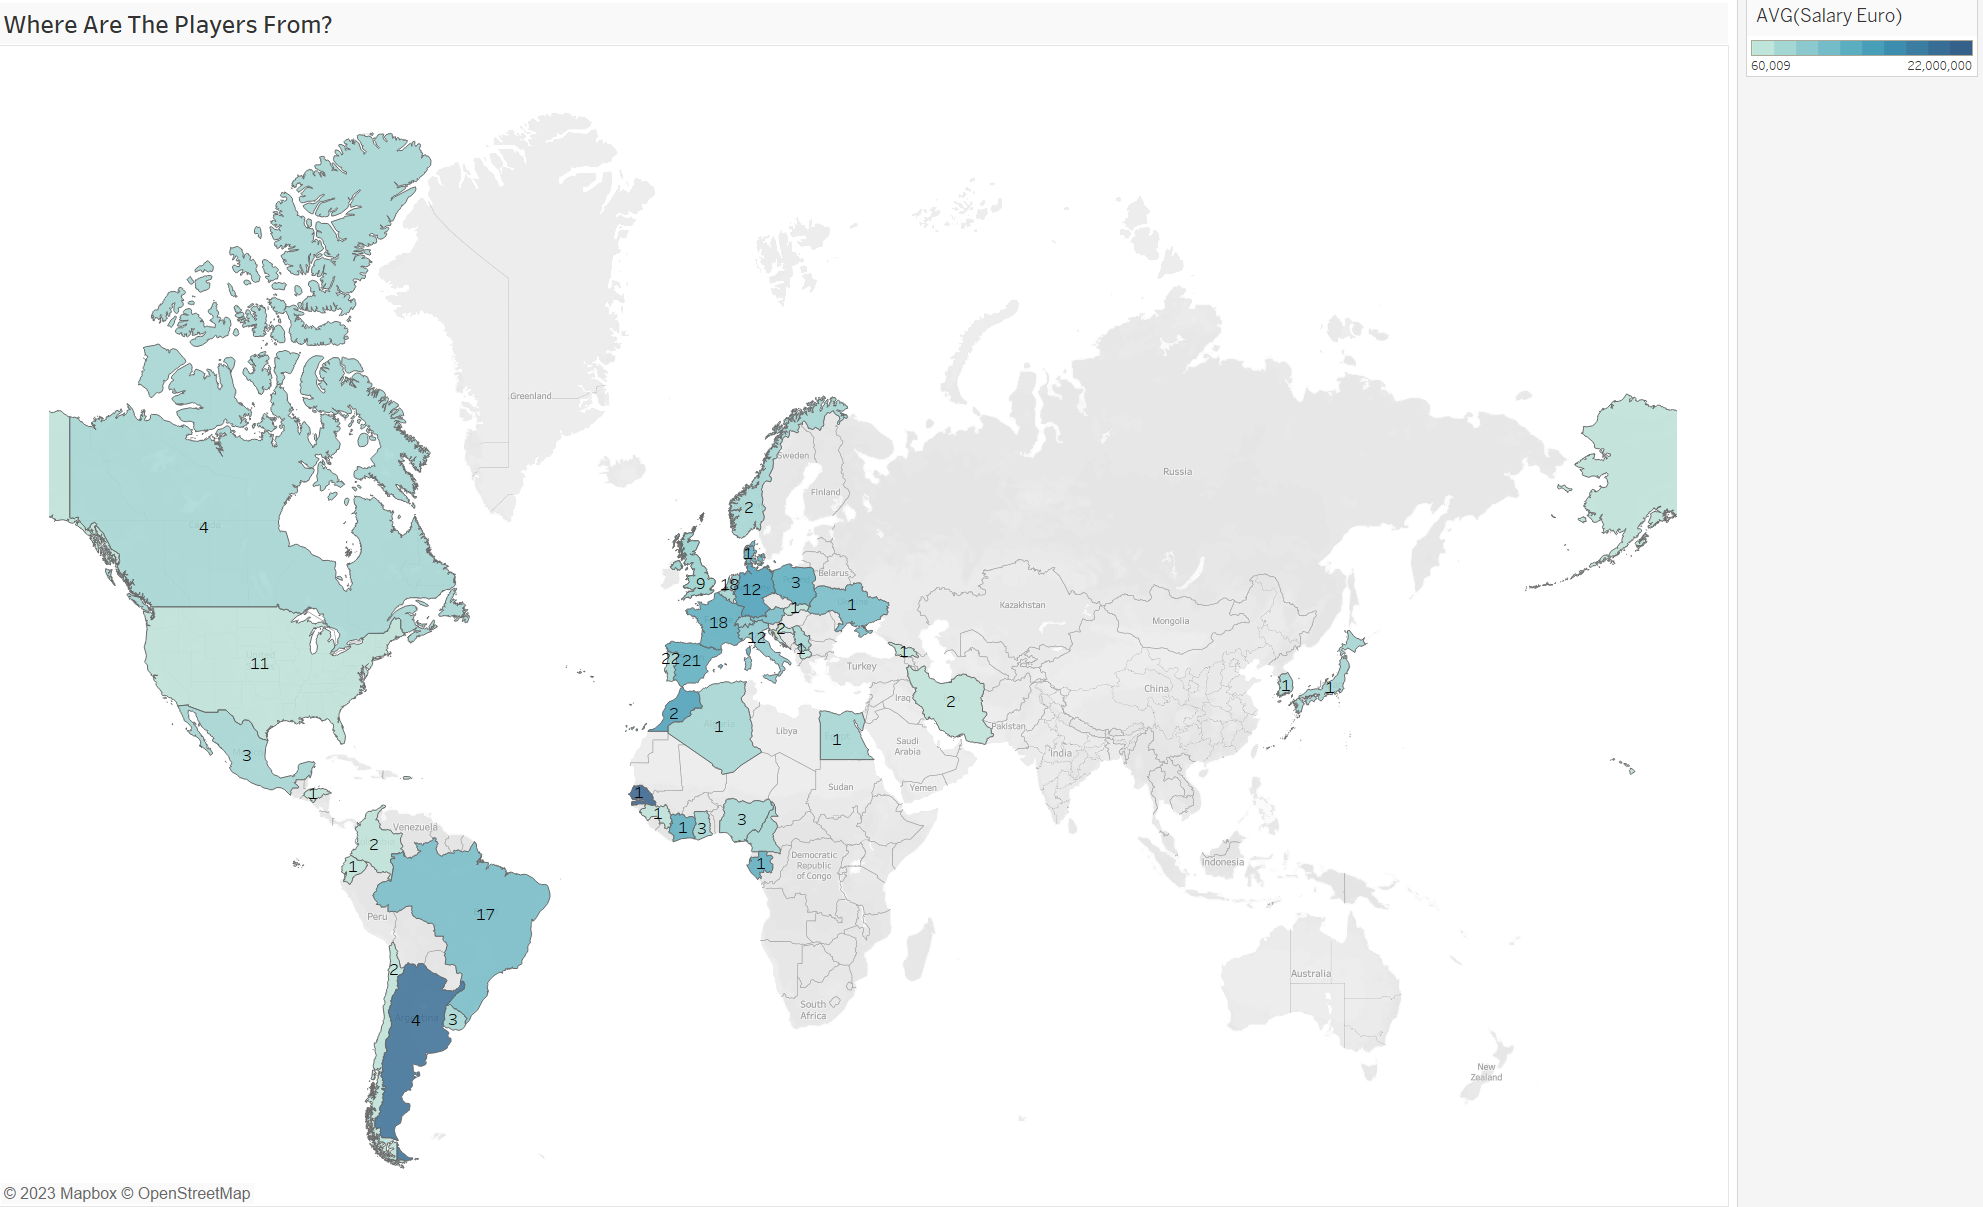 Where Are The Players From?
AVG(Salary Euro)
60,009
22,000,000
Greenland
Sweden
Finland
Russia
4
2
1
Belarus
9
18
12
3
1
1
Kazakhstan
Mongolia
18
12
2
1
1
11
22
21
Turkey
China
1
1
2
1
Iraq
2
Pakistan
Libya
1
Saudi
Arabia
India
3
1
Sudan
Yemen
1
1
1
3
3
Venezuela
2
1
1
Democratic
Republic
of Congo
Indonesia
17
Peru
2
Australia
4
3
South
Africa
New
Zealand
© 2023 Mapbox © OpenStreetMap